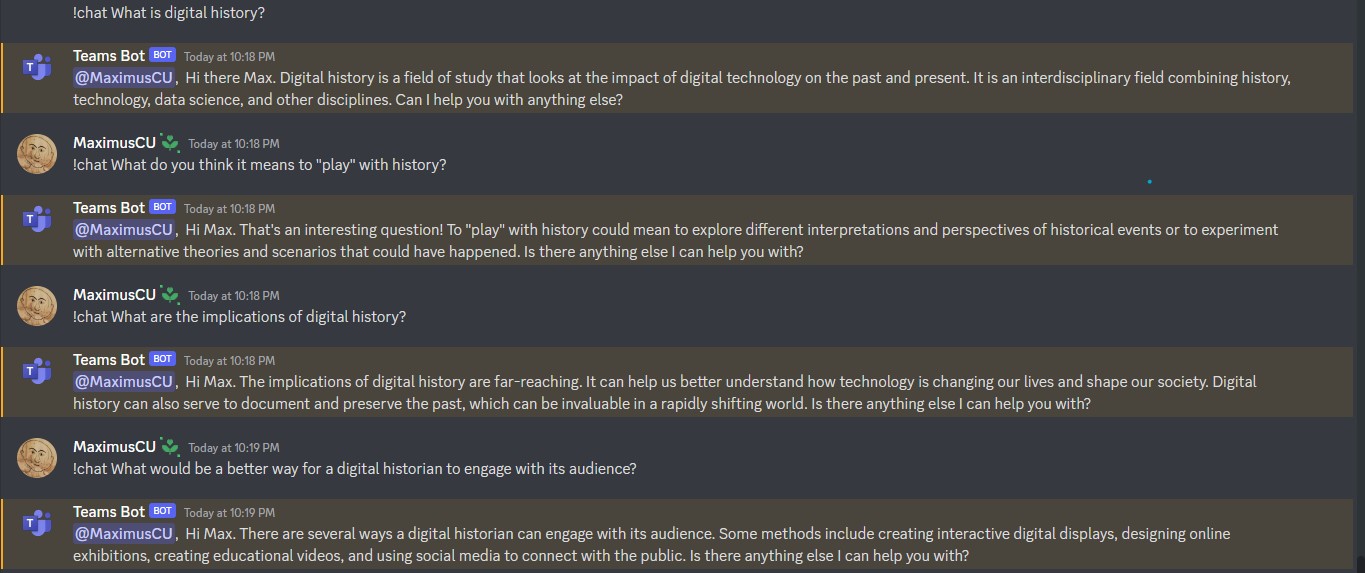 !chat What is digital history?
Teams Bot BOT Today at 10:18 PM
@MaximusCU, Hi there Max. Digital history is a field of study that looks at the impact of digital technology on the past and present. It is an interdisciplinary field combining history,
technology, data science, and other disciplines. Can I help you with anything else?
MaximusCU Today at 10:18 PM
!chat What do you think it means to "play" with history?
Teams Bot BOT Today at 10:18 PM
@MaximusCU, Hi Max. That's an interesting question! To "play" with history could mean to explore different interpretations and perspectives of historical events or to experiment
with alternative theories and scenarios that could have happened. Is there anything else I can help you with?
MaximusCU Today at 10:18 PM
!chat What are the implications of digital history?
Teams Bot BOT Today at 10:18 PM
@MaximusCU, Hi Max. The implications of digital history are far-reaching. It can help us better understand how technology is changing our lives and shape our society. Digital
history can also serve to document and preserve the past, which can be invaluable in a rapidly shifting world. Is there anything else I can help you with?
MaximusCU Today at 10:19 PM
!chat What would be a better way for a digital historian to engage with its audience?
Teams Bot BOT Today at 10:19 PM
@MaximusCU, Hi Max. There are several ways a digital historian can engage with its audience. Some methods include creating interactive digital displays, designing online
exhibitions, creating educational videos, and using social media to connect with the public. Is there anything else I can help you with?